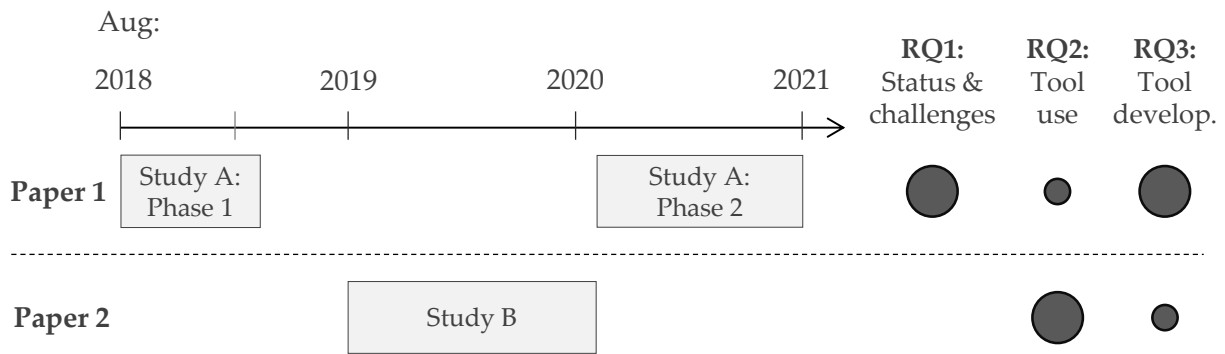 Aug:
2018 2019 2020 2021
RQ1: RQ2: RQ3:
Status & Tool Tool
challenges use develop.
Paper 1
Study A:
Phase 1
Study A:
Phase 2
Paper 2
Study B